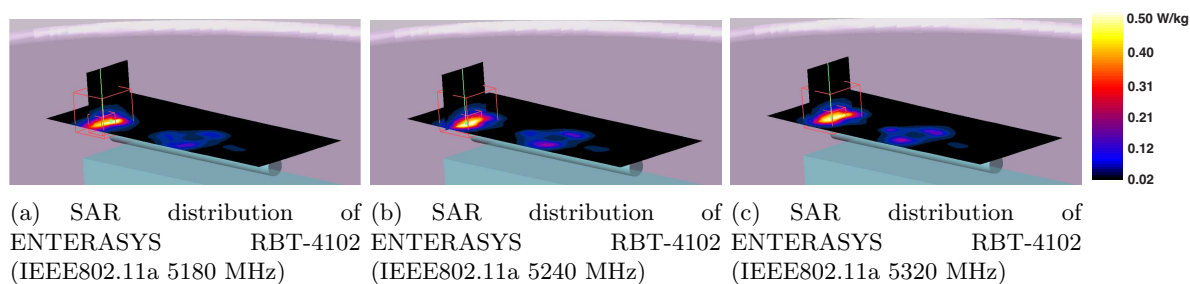 0.50 W/kg
0.40
0.31
0.21
0.12
0.02
(a) SAR distribution of
ENTERASYS RBT-4102
(IEEE802.11a 5180 MHz)
(b) SAR distribution of
ENTERASYS RBT-4102
(IEEE802.11a 5240 MHz)
(c) SAR distribution of
ENTERASYS RBT-4102
(IEEE802.11a 5320 MHz)